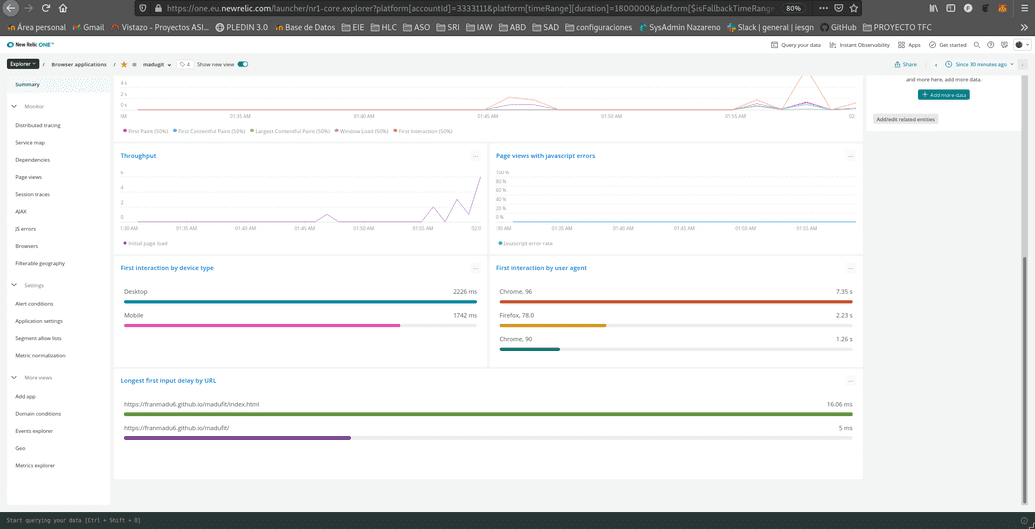 https://one.eu.newrelic.com/launcher/nr1-core.explorer?platform[accountId]=3333111&platform[timeRange][duration]=1800000&platform[$isFallbackTimeRange
80%
Área personal Gmail Vistazo - Proyectos ASI... PLEDIN 3.0 Base de Datos EIE HLC ASO SRI IAW ABD SAD configuraciones SysAdmin Nazareno Slack | general | iesgn GitHub PROYECTO TFC
New Relic ONE™
Query your data Instant Observability Apps Get started
Explorer / Browser applications / madugit 4 Show new view
Share Since 30 minutes ago
Summary
Monitor
Distributed tracing
Service map
Dependencies
Page views
Session traces
AJAX
JS errors
Browsers
Filterable geography
Settings
Alert conditions
Application settings
Segment allow lists
Metric normalization
More views
Add app
Domain conditions
Events explorer
Geo
Metrics explorer
4 s
2 s
0 s
01:35 AM 01:40 AM 01:45 AM 01:50 AM 01:55 AM 02:
First Paint (50%) First Contentful Paint (50%) Largest Contentful Paint (50%) Window Load (50%) First Interaction (50%)
and more here, add more data.
Add more data
Add/edit related entities
Throughput
6
4
2
0
1:30 AM 01:35 AM 01:40 AM 01:45 AM 01:50 AM 01:55 AM 02:0
Initial page load
Page views with javascript errors
100 %
80 %
60 %
40 %
20 %
0 %
:30 AM 01:35 AM 01:40 AM 01:45 AM 01:50 AM 01:55 AM
Javascript error rate
First interaction by device type
Desktop 2226 ms
Mobile 1742 ms
First interaction by user agent
Chrome, 96 7.35 s
Firefox, 78.0 2.23 s
Chrome, 90 1.26 s
Longest first input delay by URL
https://franmadu6.github.io/madufit/index.html 16.06 ms
https://franmadu6.github.io/madufit/ 5 ms
Start querying your data [Ctrl + Shift + 0]